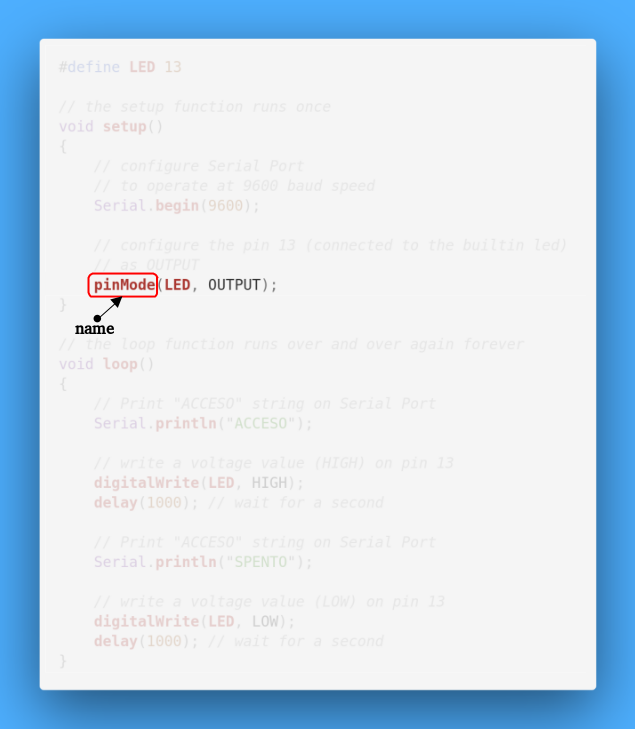 #define LED 13
// the setup function runs once
void setup()
{
// configure Serial Port
// to operate at 9600 baud speed
Serial.begin(9600);
// configure the pin 13 (connected to the builtin led)
// as OUTPUT
pinMode(LED, OUTPUT);
}
name
// the loop function runs over and over again forever
void loop()
{
// Print "ACCESO" string on Serial Port
Serial.println("ACCESO");
// write a voltage value (HIGH) on pin 13
digitalWrite(LED, HIGH);
delay(1000); // wait for a second
// Print "ACCESO" string on Serial Port
Serial.println("SPENTO");
// write a voltage value (LOW) on pin 13
digitalWrite(LED, LOW);
delay(1000); // wait for a second
}